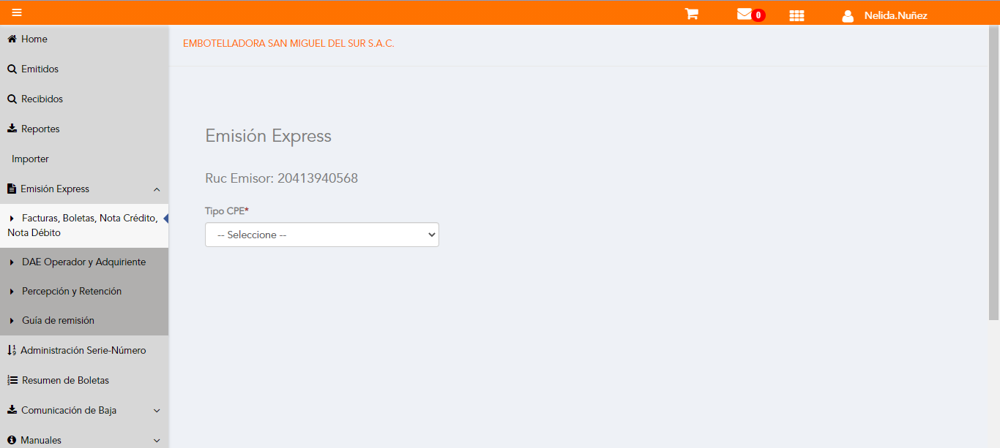 0
Nelida.Nuñez
Home
Emitidos
Recibidos
Reportes
Importer
Emisión Express
Facturas, Boletas, Nota Crédito,
Nota Débito
DAE Operador y Adquiriente
Percepción y Retención
Guía de remisión
Administración Serie-Número
Resumen de Boletas
Comunicación de Baja
Manuales
EMBOTELLADORA SAN MIGUEL DEL SUR S.A.C.
Emisión Express
Ruc Emisor: 20413940568
Tipo CPE*
-- Seleccione --